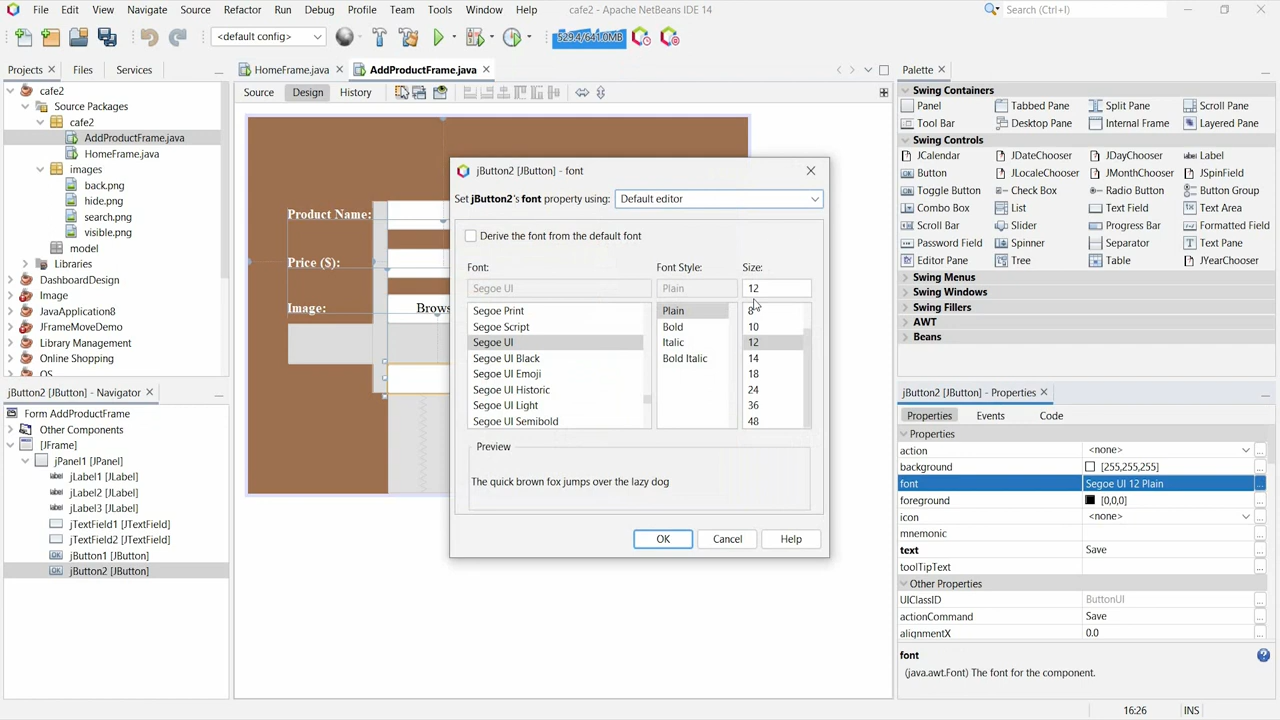 File Edit View Navigate Source Refactor Run Debug Profile Team Tools Window Help cafe2 - Apache NetBeans IDE 14 Search (Ctrl+I)
<default config> 529.4/641.0MB
Projects Files Services
cafe2
Source Packages
cafe2
AddProductFrame.java
HomeFrame.java
images
back.png
hide.png
search.png
visible.png
model
Libraries
DashboardDesign
Image
JavaApplication8
JFrameMoveDemo
Library Management
Online Shopping
OS
jButton2 [JButton] - Navigator
Form AddProductFrame
Other Components
[JFrame]
jPanel1 [JPanel]
jLabel1 [JLabel]
jLabel2 [JLabel]
jLabel3 [JLabel]
jTextField1 [JTextField]
jTextField2 [JTextField]
jButton1 [JButton]
jButton2 [JButton]
HomeFrame.java AddProductFrame.java
Source Design History
Product Name:
Price ($):
Image: Brows
jButton2 [JButton] - font
Set jButton2's font property using: Default editor
Derive the font from the default font
Font: Font Style: Size:
Segoe UI Plain 12
Segoe Print Plain 8
Segoe Script Bold 10
Segoe UI Italic 12
Segoe UI Black Bold Italic 14
Segoe UI Emoji 18
Segoe UI Historic 24
Segoe UI Light 36
Segoe UI Semibold 48
Preview
The quick brown fox jumps over the lazy dog
OK Cancel Help
Palette
Swing Containers
Panel Tabbed Pane Split Pane Scroll Pane
Tool Bar Desktop Pane Internal Frame Layered Pane
Swing Controls
JCalendar JDateChooser JDayChooser Label
Button JLocaleChooser JMonthChooser JSpinField
Toggle Button Check Box Radio Button Button Group
Combo Box List Text Field Text Area
Scroll Bar Slider Progress Bar Formatted Field
Password Field Spinner Separator Text Pane
Editor Pane Tree Table JYearChooser
Swing Menus
Swing Windows
Swing Fillers
AWT
Beans
jButton2 [JButton] - Properties
Properties Events Code
Properties
action <none> ...
background [255,255,255] ...
font Segoe UI 12 Plain ...
foreground [0,0,0] ...
icon <none> ...
mnemonic ...
text Save ...
toolTipText ...
Other Properties
UIClassID ButtonUI ...
actionCommand Save ...
alignmentX 0.0 ...
font
(java.awt.Font) The font for the component.
16:26 INS